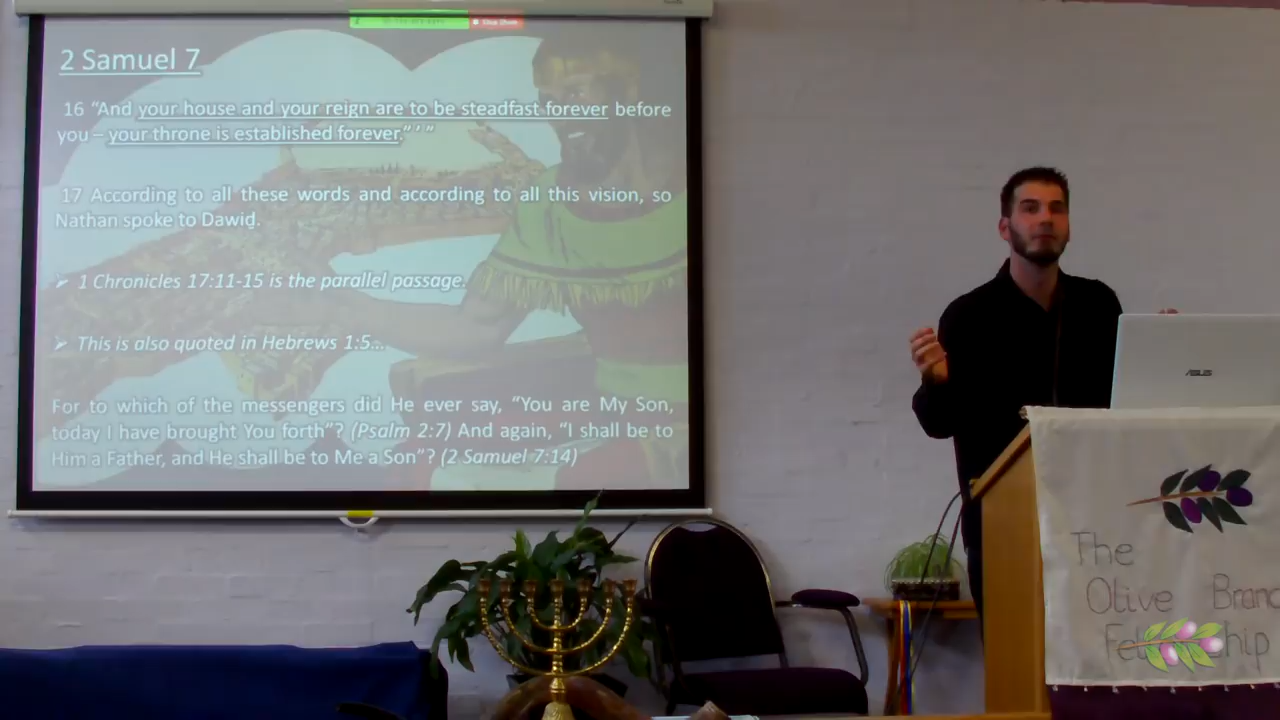 2 Samuel 7
16 “And your house and your reign are to be steadfast forever before
you – your throne is established forever.” ’ ”
17 According to all these words and according to all this vision, so
Nathan spoke to Dawiḏ.
➢ 1 Chronicles 17:11-15 is the parallel passage.
➢ This is also quoted in Hebrews 1:5...
For to which of the messengers did He ever say, “You are My Son,
today I have brought You forth”? (Psalm 2:7) And again, “I shall be to
Him a Father, and He shall be to Me a Son”? (2 Samuel 7:14)
ASUS
The
Olive Branc